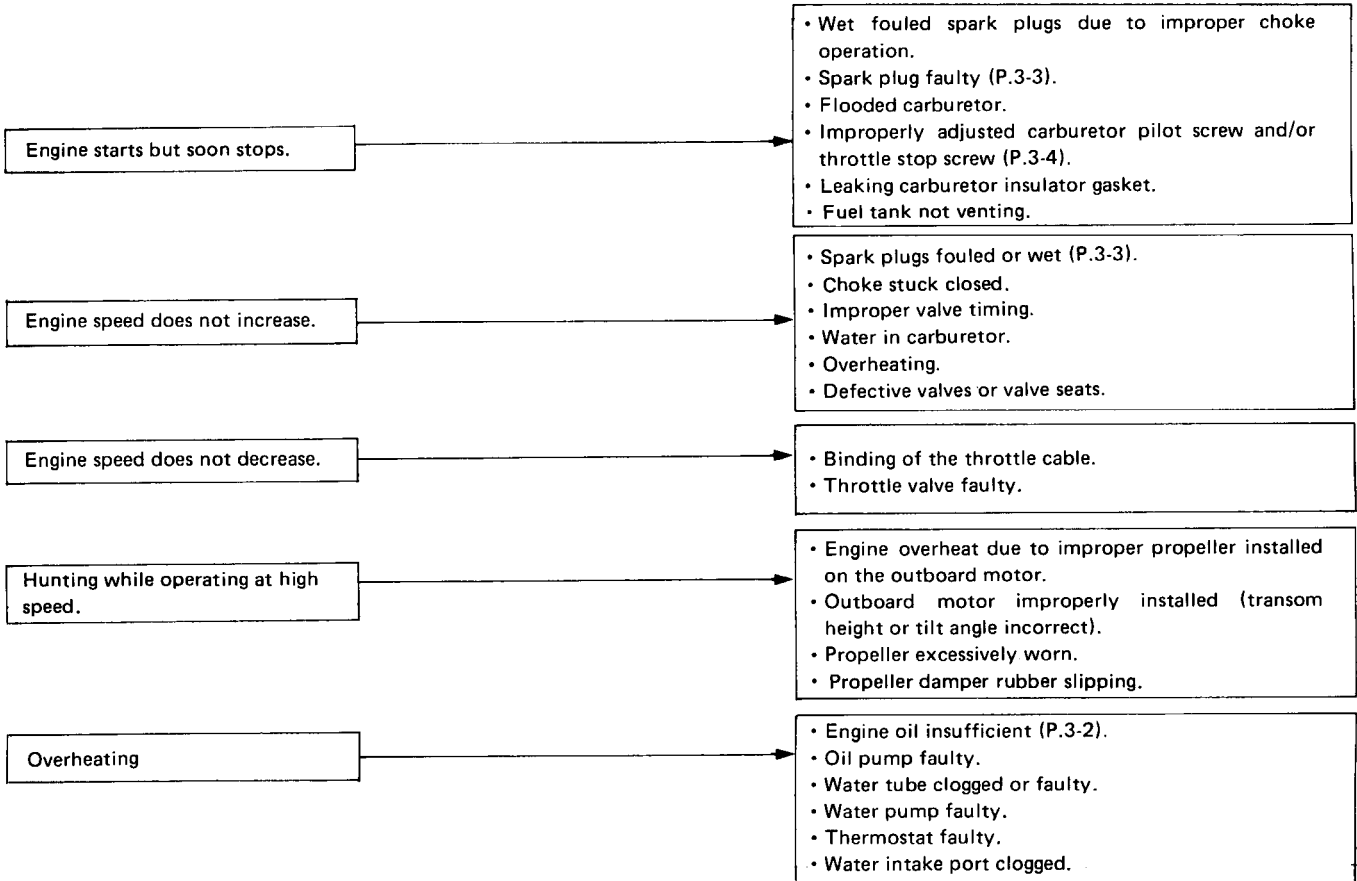 Engine starts but soon stops.
• Wet fouled spark plugs due to improper choke
operation.
• Spark plug faulty (P.3-3).
• Flooded carburetor.
• Improperly adjusted carburetor pilot screw and/or
throttle stop screw (P.3-4).
• Leaking carburetor insulator gasket.
• Fuel tank not venting.
Engine speed does not increase.
• Spark plugs fouled or wet (P.3-3).
• Choke stuck closed.
• Improper valve timing.
• Water in carburetor.
• Overheating.
• Defective valves or valve seats.
Engine speed does not decrease.
• Binding of the throttle cable.
• Throttle valve faulty.
Hunting while operating at high
speed.
• Engine overheat due to improper propeller installed
on the outboard motor.
• Outboard motor improperly installed (transom
height or tilt angle incorrect).
• Propeller excessively worn.
• Propeller damper rubber slipping.
Overheating
• Engine oil insufficient (P.3-2).
• Oil pump faulty.
• Water tube clogged or faulty.
• Water pump faulty.
• Thermostat faulty.
• Water intake port clogged.